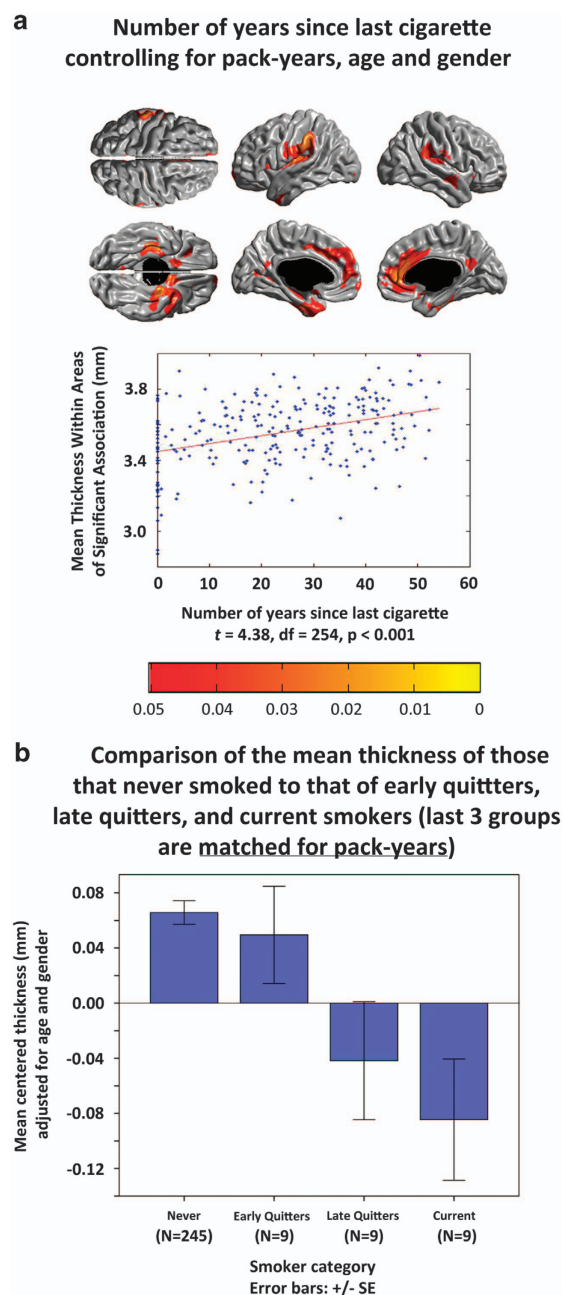 a
Number of years since last cigarette
controlling for pack-years, age and gender
Mean Thickness Within Areas
of Significant Association (mm)
3.8
3.4
3.0
0 10 20 30 40 50 60
Number of years since last cigarette
t = 4.38, df = 254, p < 0.001
0.05 0.04 0.03 0.02 0.01 0
b
Comparison of the mean thickness of those
that never smoked to that of early quittters,
late quitters, and current smokers (last 3 groups
are matched for pack-years)
Mean centered thickness (mm)
adjusted for age and gender
0.08
0.04
0.00
-0.04
-0.08
-0.12
Never Early Quitters Late Quitters Current
(N=245) (N=9) (N=9) (N=9)
Smoker category
Error bars: +/- SE